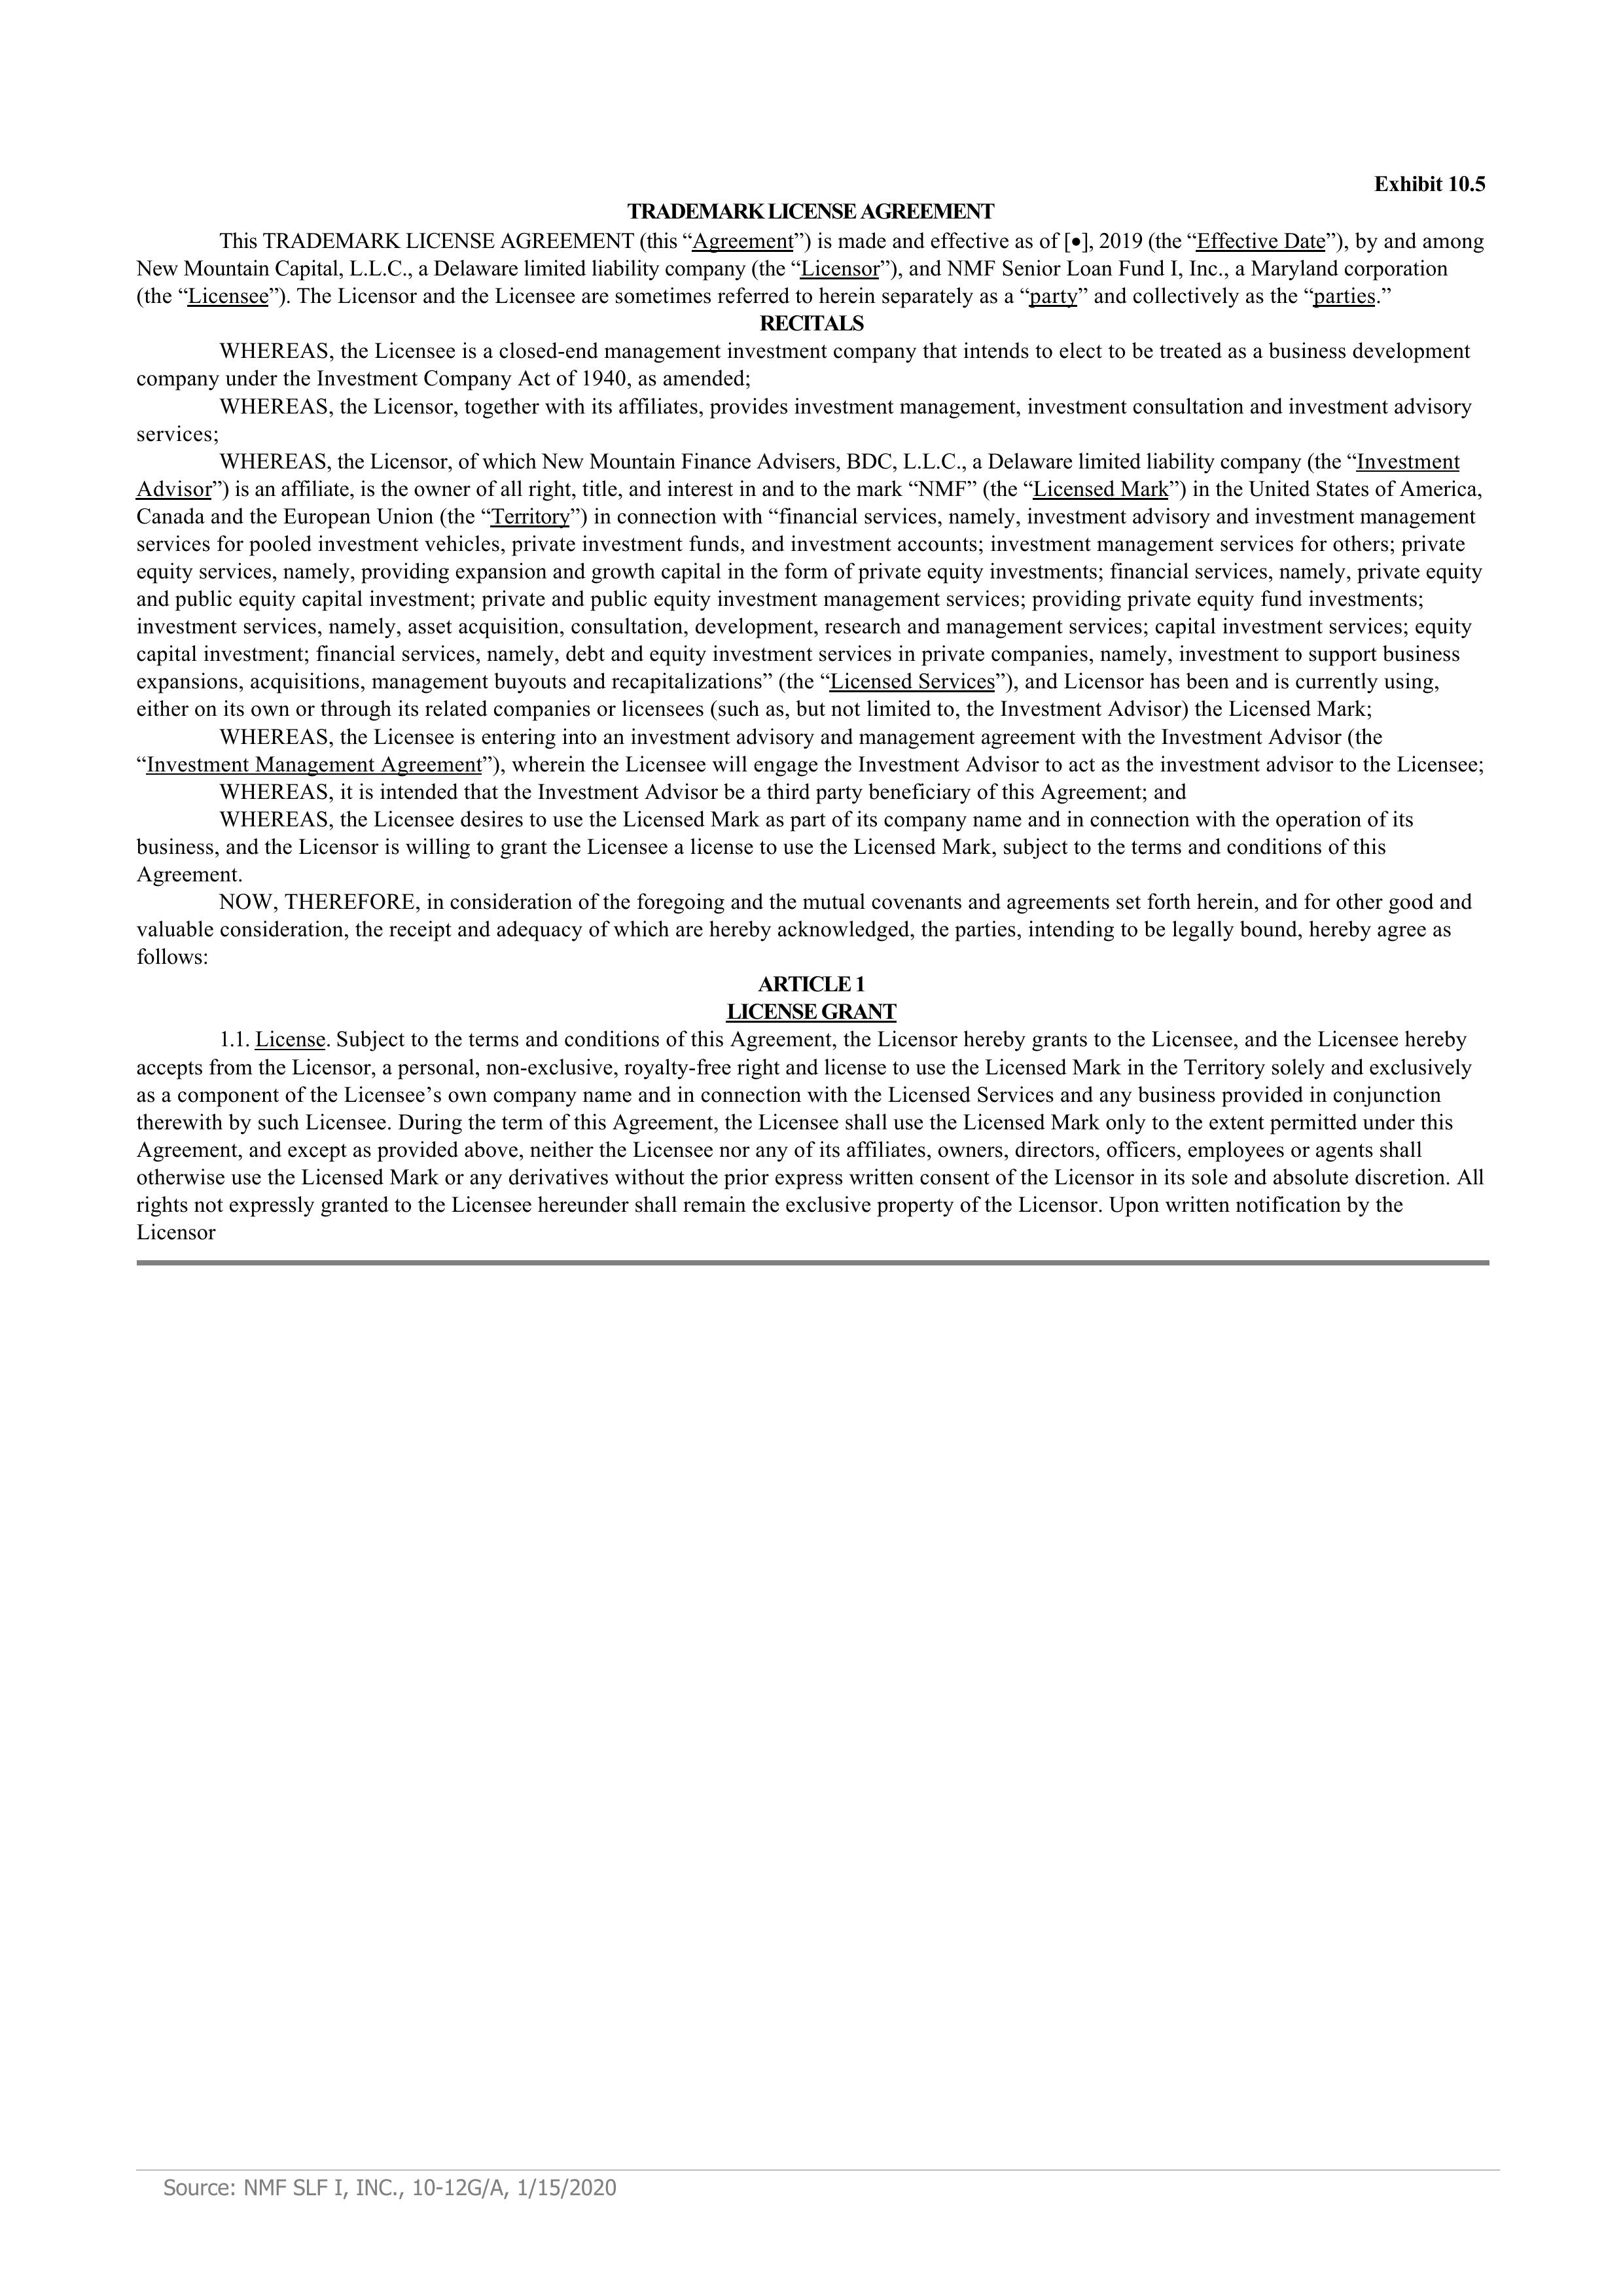 Exhibit 10.5
TRADEMARK LICENSE AGREEMENT
This TRADEMARK LICENSE AGREEMENT (this “Agreement”) is made and effective as of [•], 2019 (the “Effective Date”), by and among
New Mountain Capital, L.L.C., a Delaware limited liability company (the “Licensor”), and NMF Senior Loan Fund I, Inc., a Maryland corporation
(the “Licensee”). The Licensor and the Licensee are sometimes referred to herein separately as a “party” and collectively as the “parties.”
RECITALS
WHEREAS, the Licensee is a closed-end management investment company that intends to elect to be treated as a business development
company under the Investment Company Act of 1940, as amended;
WHEREAS, the Licensor, together with its affiliates, provides investment management, investment consultation and investment advisory
services;
WHEREAS, the Licensor, of which New Mountain Finance Advisers, BDC, L.L.C., a Delaware limited liability company (the “Investment
Advisor”) is an affiliate, is the owner of all right, title, and interest in and to the mark “NMF” (the “Licensed Mark”) in the United States of America,
Canada and the European Union (the “Territory”) in connection with “financial services, namely, investment advisory and investment management
services for pooled investment vehicles, private investment funds, and investment accounts; investment management services for others; private
equity services, namely, providing expansion and growth capital in the form of private equity investments; financial services, namely, private equity
and public equity capital investment; private and public equity investment management services; providing private equity fund investments;
investment services, namely, asset acquisition, consultation, development, research and management services; capital investment services; equity
capital investment; financial services, namely, debt and equity investment services in private companies, namely, investment to support business
expansions, acquisitions, management buyouts and recapitalizations” (the “Licensed Services”), and Licensor has been and is currently using,
either on its own or through its related companies or licensees (such as, but not limited to, the Investment Advisor) the Licensed Mark;
WHEREAS, the Licensee is entering into an investment advisory and management agreement with the Investment Advisor (the
“Investment Management Agreement”), wherein the Licensee will engage the Investment Advisor to act as the investment advisor to the Licensee;
WHEREAS, it is intended that the Investment Advisor be a third party beneficiary of this Agreement; and
WHEREAS, the Licensee desires to use the Licensed Mark as part of its company name and in connection with the operation of its
business, and the Licensor is willing to grant the Licensee a license to use the Licensed Mark, subject to the terms and conditions of this
Agreement.
NOW, THEREFORE, in consideration of the foregoing and the mutual covenants and agreements set forth herein, and for other good and
valuable consideration, the receipt and adequacy of which are hereby acknowledged, the parties, intending to be legally bound, hereby agree as
follows:
ARTICLE 1
LICENSE GRANT
1.1. License. Subject to the terms and conditions of this Agreement, the Licensor hereby grants to the Licensee, and the Licensee hereby
accepts from the Licensor, a personal, non-exclusive, royalty-free right and license to use the Licensed Mark in the Territory solely and exclusively
as a component of the Licensee’s own company name and in connection with the Licensed Services and any business provided in conjunction
therewith by such Licensee. During the term of this Agreement, the Licensee shall use the Licensed Mark only to the extent permitted under this
Agreement, and except as provided above, neither the Licensee nor any of its affiliates, owners, directors, officers, employees or agents shall
otherwise use the Licensed Mark or any derivatives without the prior express written consent of the Licensor in its sole and absolute discretion. All
rights not expressly granted to the Licensee hereunder shall remain the exclusive property of the Licensor. Upon written notification by the
Licensor
Source: NMF SLF I, INC., 10-12G/A, 1/15/2020